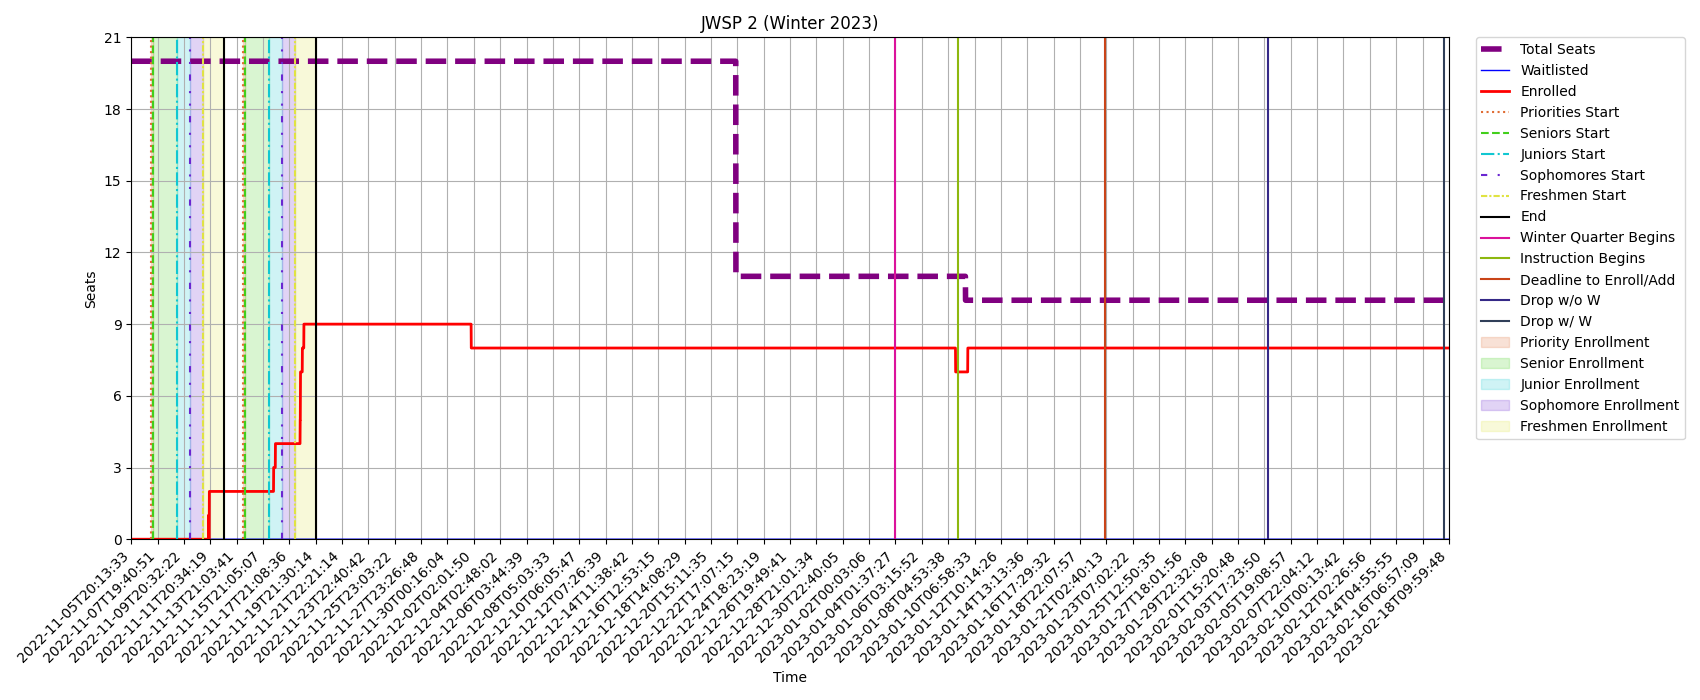 JWSP 2 (Winter 2023)
21
18
15
12
9
6
3
0
Seats
2022-11-05T20:13:33
2022-11-07T19:40:51
2022-11-09T20:32:22
2022-11-11T20:34:19
2022-11-13T21:03:41
2022-11-15T21:05:07
2022-11-17T21:08:36
2022-11-19T21:30:14
2022-11-21T22:21:14
2022-11-23T22:40:42
2022-11-25T23:03:22
2022-11-27T23:26:48
2022-11-30T00:16:04
2022-12-02T02:01:50
2022-12-04T02:48:02
2022-12-06T03:44:39
2022-12-08T05:03:33
2022-12-10T06:05:47
2022-12-12T07:26:39
2022-12-14T11:38:42
2022-12-16T12:53:15
2022-12-18T14:08:29
2022-12-20T15:11:35
2022-12-22T17:07:15
2022-12-24T18:23:19
2022-12-26T19:49:41
2022-12-28T21:01:34
2022-12-30T22:40:05
2023-01-02T00:03:06
2023-01-04T01:37:27
2023-01-06T03:15:52
2023-01-08T04:53:38
2023-01-10T06:58:33
2023-01-12T10:14:26
2023-01-14T13:13:36
2023-01-16T17:29:32
2023-01-18T22:07:57
2023-01-21T02:40:13
2023-01-23T07:02:22
2023-01-25T12:50:35
2023-01-27T18:01:56
2023-01-29T22:32:08
2023-02-01T15:20:48
2023-02-03T17:23:50
2023-02-05T19:08:57
2023-02-07T22:04:12
2023-02-10T00:13:42
2023-02-12T02:26:56
2023-02-14T04:55:55
2023-02-16T06:57:09
2023-02-18T09:59:48
Time
Total Seats
Waitlisted
Enrolled
Priorities Start
Seniors Start
Juniors Start
Sophomores Start
Freshmen Start
End
Winter Quarter Begins
Instruction Begins
Deadline to Enroll/Add
Drop w/o W
Drop w/ W
Priority Enrollment
Senior Enrollment
Junior Enrollment
Sophomore Enrollment
Freshmen Enrollment